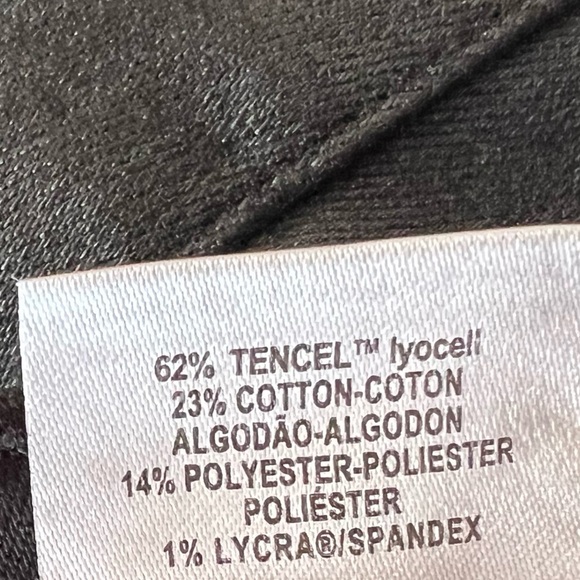 62% TENCEL™ lyocell
23% COTTON-COTON
ALGODÃO-ALGODON
14% POLYESTER-POLIESTER
POLIÉSTER
1% LYCRA®/SPANDEX